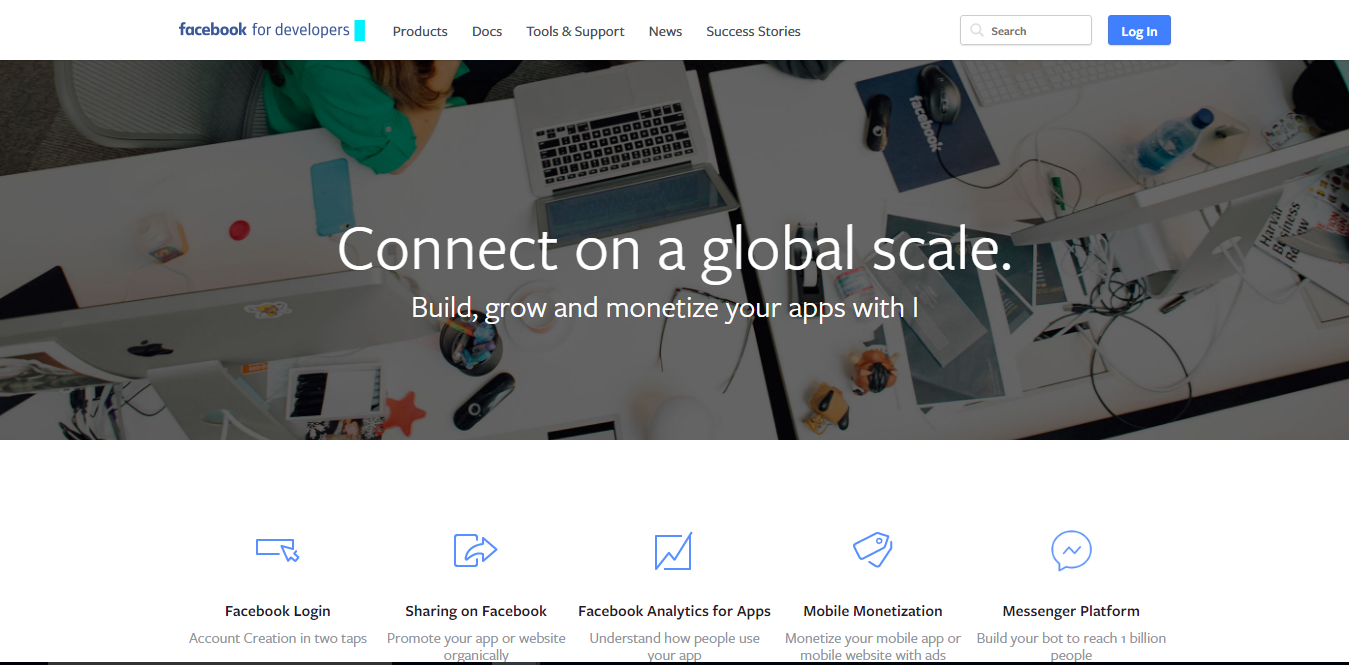 facebook for developers
Products
Docs
Tools & Support
News
Success Stories
Search
Log In
facebook
Harvard
Business
Connect on a global scale.
Build, grow and monetize your apps with I
Facebook Login
Account Creation in two taps
Sharing on Facebook
Promote your app or website
organically
Facebook Analytics for Apps
Understand how people use
your app
Mobile Monetization
Monetize your mobile app or
mobile website with ads
Messenger Platform
Build your bot to reach 1 billion
people